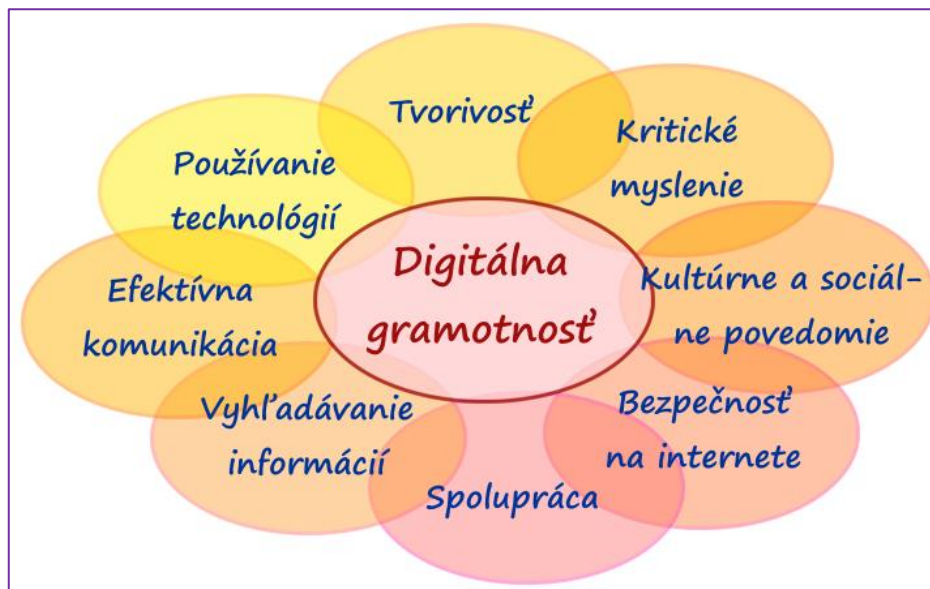 Tvorivosť
Kritické
myslenie
Používanie
technológií
Digitálna
gramotnosť
Kultúrne a sociál-
ne povedomie
Efektívna
komunikácia
Vyhľadávanie
informácií
Bezpečnosť
na internete
Spolupráca